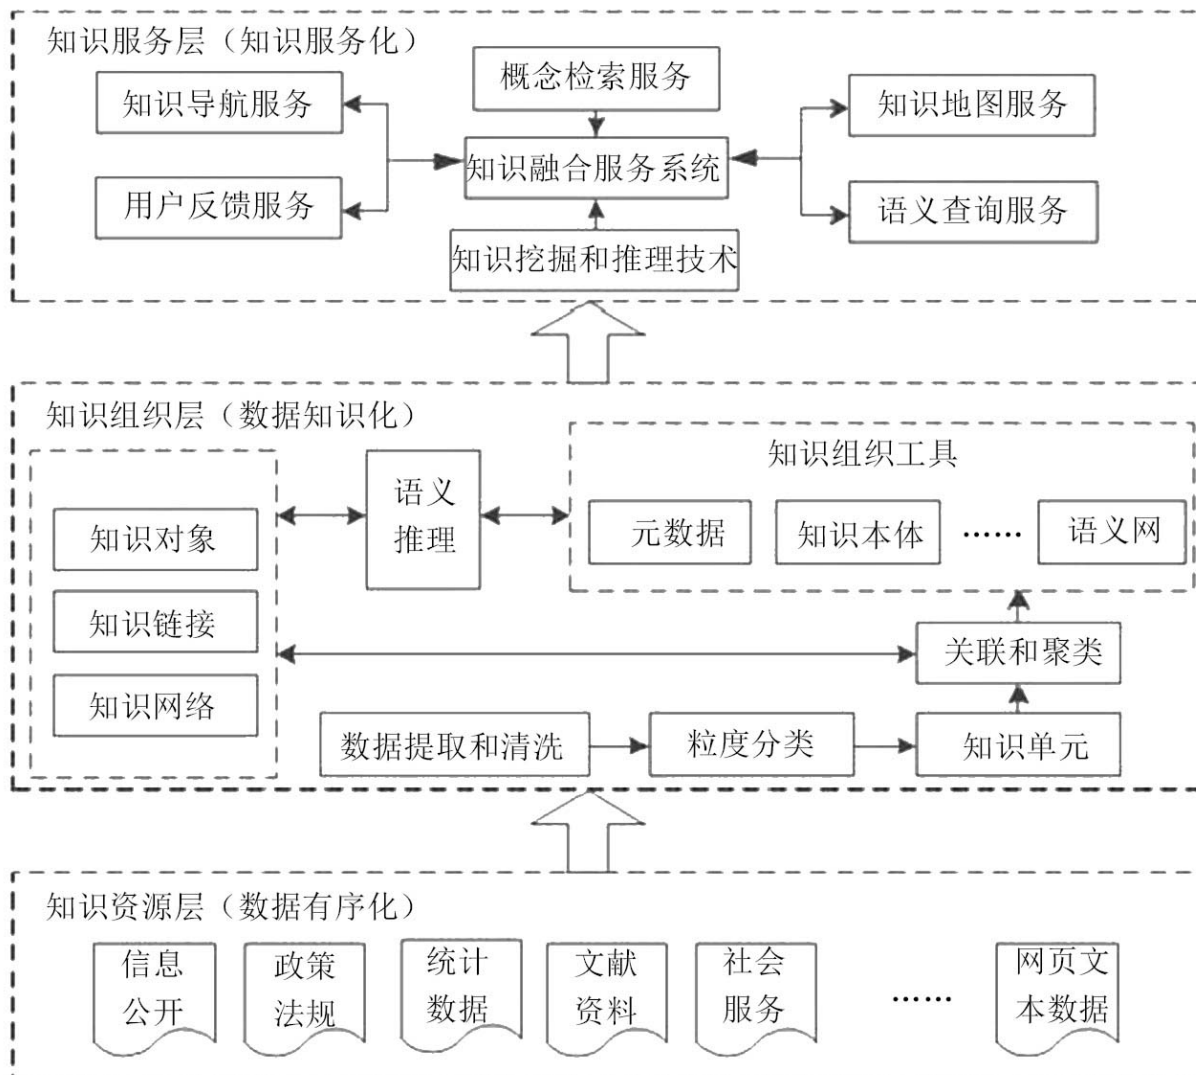 知识服务层（知识服务化）
概念检索服务
知识导航服务
知识地图服务
知识融合服务系统
用户反馈服务
语义查询服务
知识挖掘和推理技术
知识组织层（数据知识化）
知识组织工具
语义
推理
元数据
知识本体
……
语义网
知识对象
知识链接
知识网络
关联和聚类
数据提取和清洗
粒度分类
知识单元
知识资源层（数据有序化）
信息
公开
政策
法规
统计
数据
文献
资料
社会
服务
……
网页文
本数据